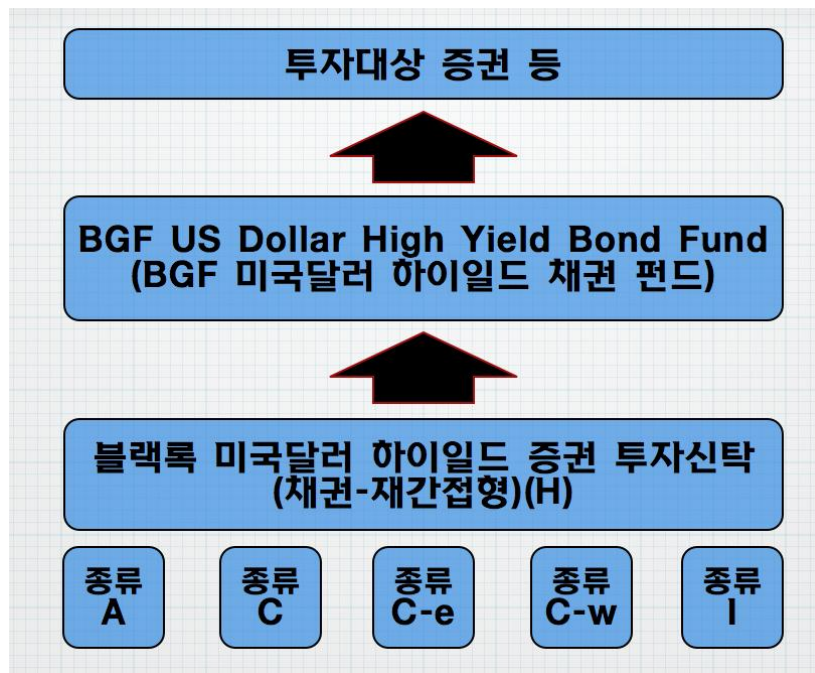 투자대상 증권 등
BGF US Dollar High Yield Bond Fund
(BGF 미국달러 하이일드 채권 펀드)
블랙록 미국달러 하이일드 증권 투자신탁
(채권-재간접형)(H)
종류
A
종류
C
종류
C-e
종류
C-w
종류
I